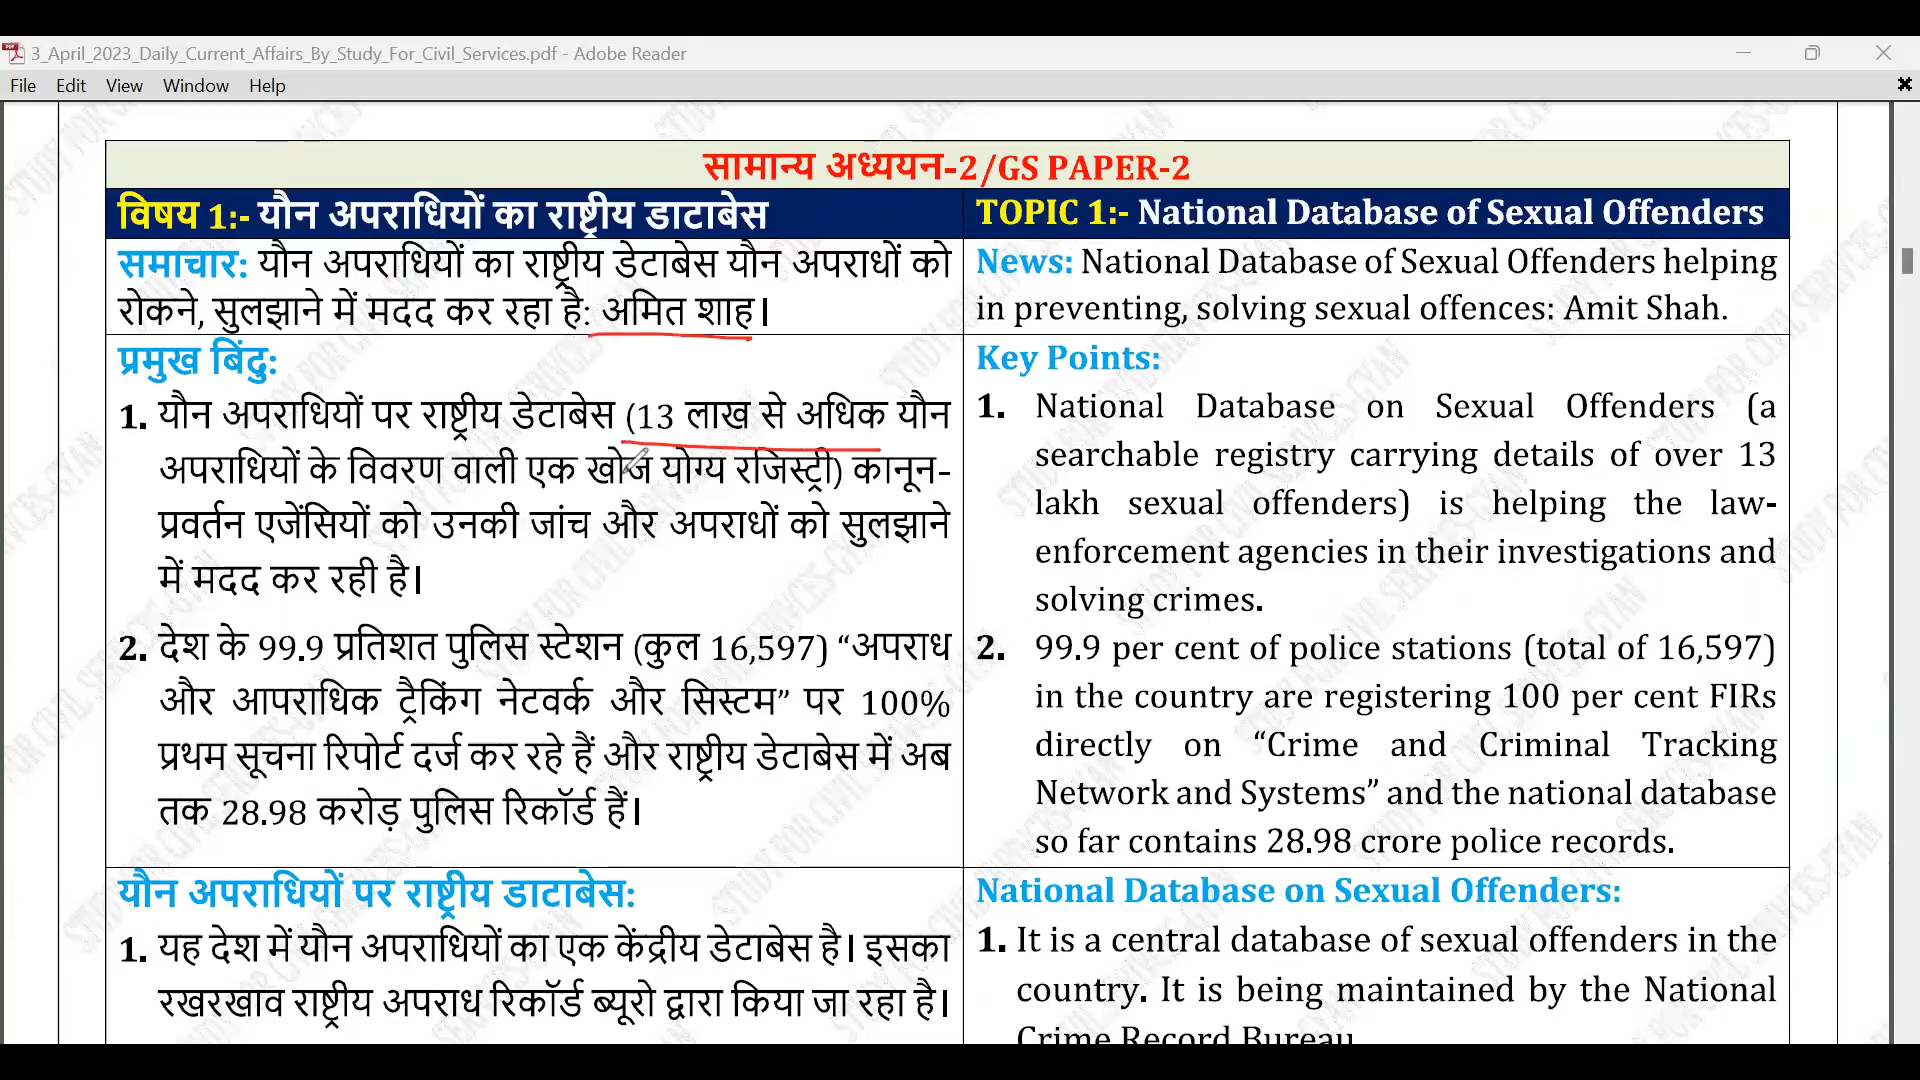 3_April_2023_Daily_Current_Affairs_By_Study_For_Civil_Services.pdf - Adobe Reader
File Edit View Window Help
सामान्य अध्ययन-2/GS PAPER-2
विषय 1:- यौन अपराधियों का राष्ट्रीय डाटाबेस
समाचार: यौन अपराधियों का राष्ट्रीय डेटाबेस यौन अपराधों को
रोकने, सुलझाने में मदद कर रहा है: अमित शाह।
प्रमुख बिंदु:
1. यौन अपराधियों पर राष्ट्रीय डेटाबेस (13 लाख से अधिक यौन
अपराधियों के विवरण वाली एक खोज योग्य रजिस्ट्री) कानून-
प्रवर्तन एजेंसियों को उनकी जांच और अपराधों को सुलझाने
में मदद कर रही है।
2. देश के 99.9 प्रतिशत पुलिस स्टेशन (कुल 16,597) “अपराध
और आपराधिक ट्रैकिंग नेटवर्क और सिस्टम” पर 100%
प्रथम सूचना रिपोर्ट दर्ज कर रहे हैं और राष्ट्रीय डेटाबेस में अब
तक 28.98 करोड़ पुलिस रिकॉर्ड हैं।
यौन अपराधियों पर राष्ट्रीय डाटाबेस:
1. यह देश में यौन अपराधियों का एक केंद्रीय डेटाबेस है। इसका
रखरखाव राष्ट्रीय अपराध रिकॉर्ड ब्यूरो द्वारा किया जा रहा है।
TOPIC 1:- National Database of Sexual Offenders
News: National Database of Sexual Offenders helping
in preventing, solving sexual offences: Amit Shah.
Key Points:
1. National Database on Sexual Offenders (a
searchable registry carrying details of over 13
lakh sexual offenders) is helping the law-
enforcement agencies in their investigations and
solving crimes.
2. 99.9 per cent of police stations (total of 16,597)
in the country are registering 100 per cent FIRs
directly on “Crime and Criminal Tracking
Network and Systems” and the national database
so far contains 28.98 crore police records.
National Database on Sexual Offenders:
1. It is a central database of sexual offenders in the
country. It is being maintained by the National
Crime Record Bureau